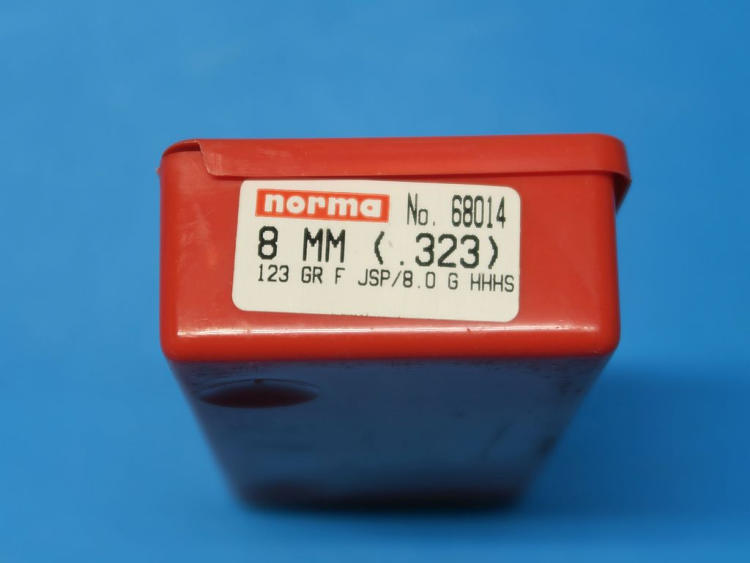 norma No. 68014
8 MM (.323)
123 GR F JSP/8.0 G HHHS